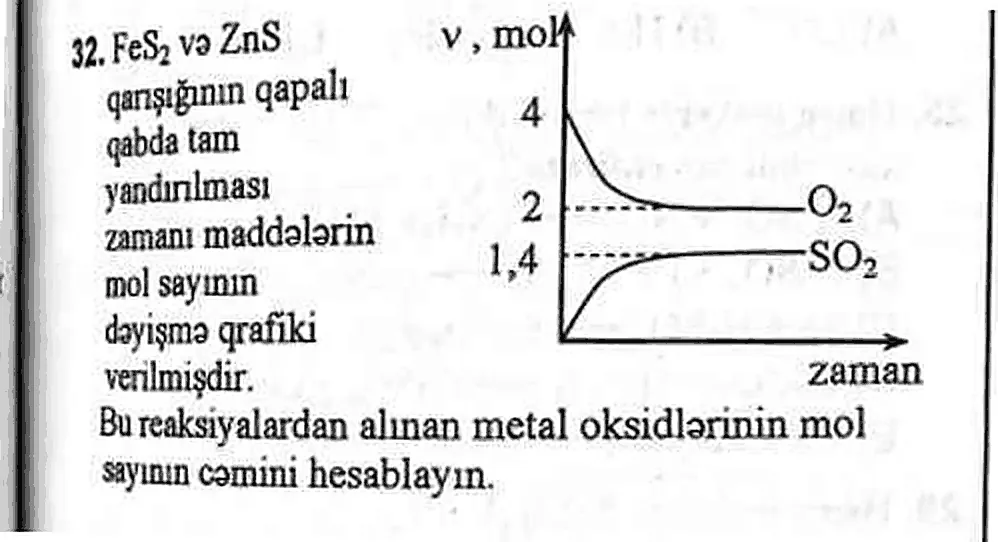 32. FeS₂ və ZnS
qarışığının qapalı
qabda tam
yandırılması
zamanı maddələrin
mol sayının
dəyişmə qrafiki
verilmişdir.
Bu reaksiyalardan alınan metal oksidlərinin mol
sayının cəmini hesablayın.
ν, mol
4
2
1,4
O₂
SO₂
zaman